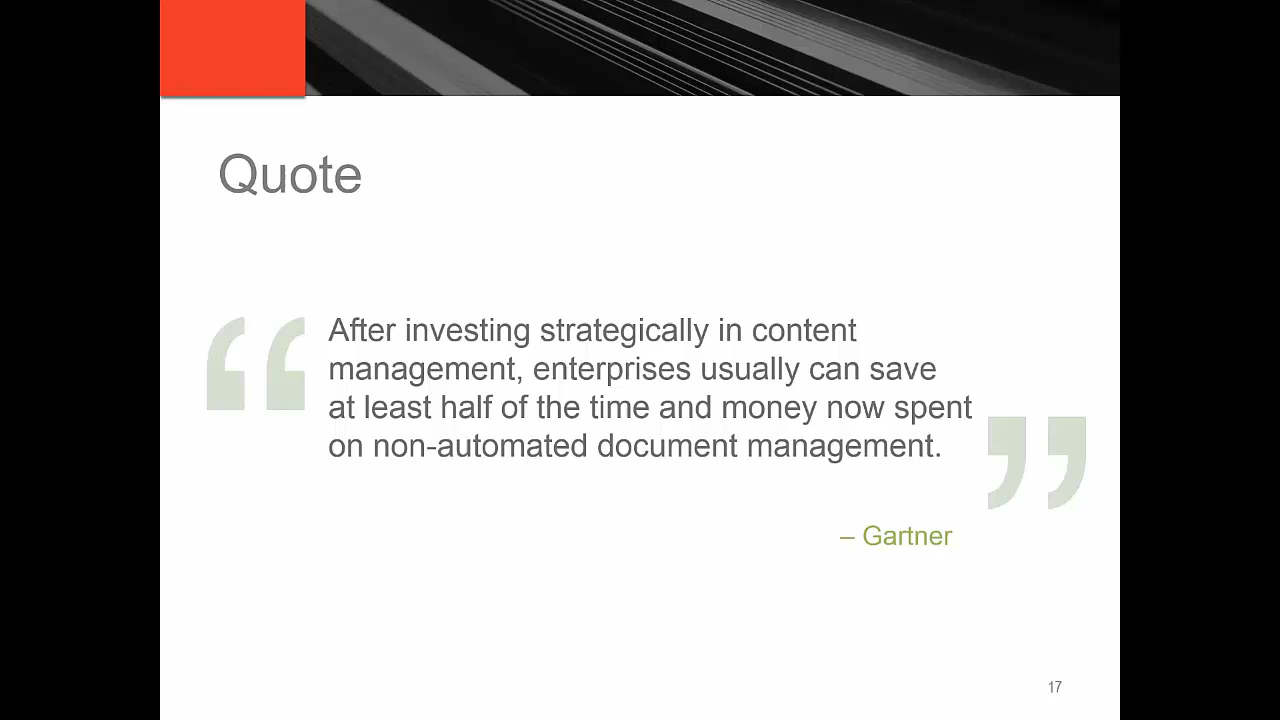 Quote
“
After investing strategically in content
management, enterprises usually can save
at least half of the time and money now spent
on non-automated document management.
”
– Gartner
17